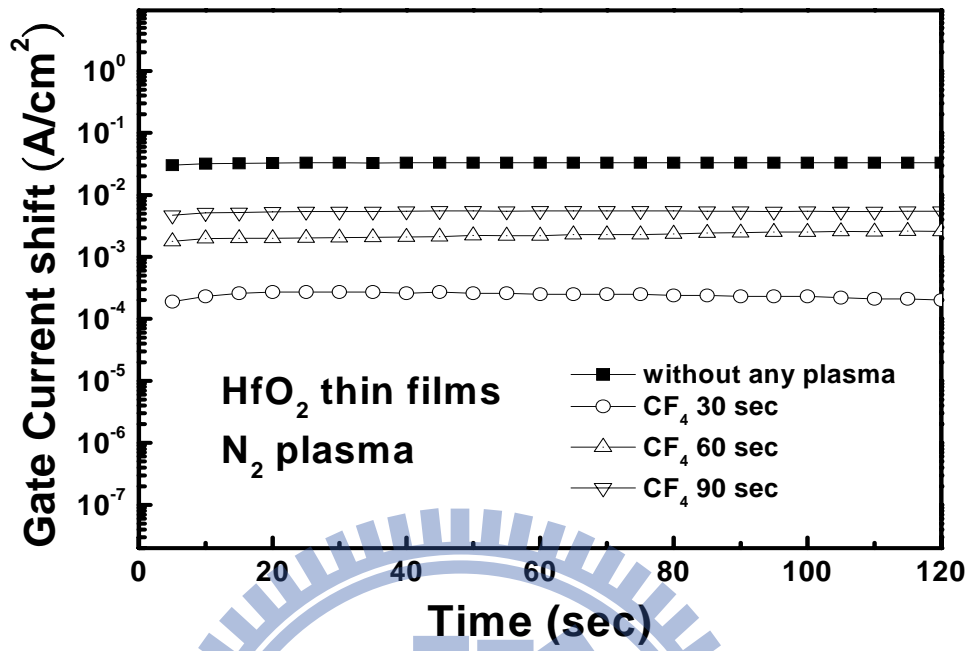 Gate Current shift (A/cm²)
10⁰
10⁻¹
10⁻²
10⁻³
10⁻⁴
10⁻⁵
10⁻⁶
10⁻⁷
HfO₂ thin films
N₂ plasma
without any plasma
CF₄ 30 sec
CF₄ 60 sec
CF₄ 90 sec
0 20 40 60 80 100 120
Time (sec)